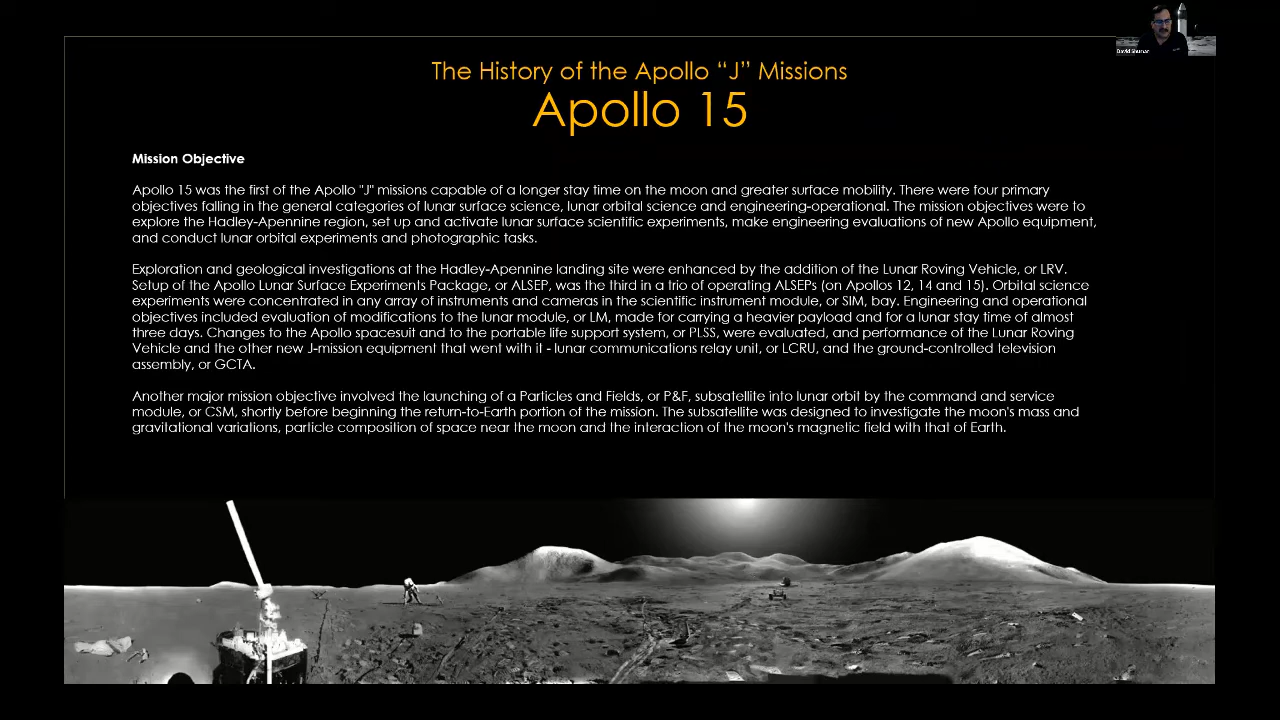 The History of the Apollo “J” Missions
Apollo 15
Mission Objective
Apollo 15 was the first of the Apollo "J" missions capable of a longer stay time on the moon and greater surface mobility. There were four primary
objectives falling in the general categories of lunar surface science, lunar orbital science and engineering-operational. The mission objectives were to
explore the Hadley-Apennine region, set up and activate lunar surface scientific experiments, make engineering evaluations of new Apollo equipment,
and conduct lunar orbital experiments and photographic tasks.
Exploration and geological investigations at the Hadley-Apennine landing site were enhanced by the addition of the Lunar Roving Vehicle, or LRV.
Setup of the Apollo Lunar Surface Experiments Package, or ALSEP, was the third in a trio of operating ALSEPs (on Apollos 12, 14 and 15). Orbital science
experiments were concentrated in any array of instruments and cameras in the scientific instrument module, or SIM, bay. Engineering and operational
objectives included evaluation of modifications to the lunar module, or LM, made for carrying a heavier payload and for a lunar stay time of almost
three days. Changes to the Apollo spacesuit and to the portable life support system, or PLSS, were evaluated, and performance of the Lunar Roving
Vehicle and the other new J-mission equipment that went with it - lunar communications relay unit, or LCRU, and the ground-controlled television
assembly, or GCTA.
Another major mission objective involved the launching of a Particles and Fields, or P&F, subsatellite into lunar orbit by the command and service
module, or CSM, shortly before beginning the return-to-Earth portion of the mission. The subsatellite was designed to investigate the moon's mass and
gravitational variations, particle composition of space near the moon and the interaction of the moon's magnetic field with that of Earth.